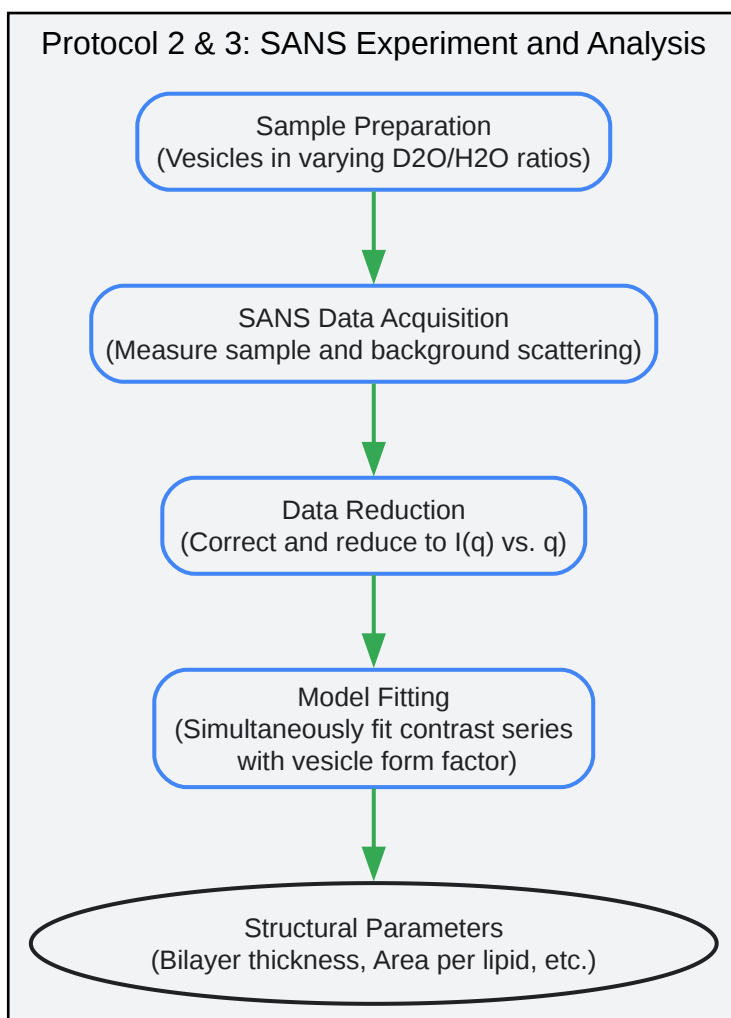 Protocol 2 & 3: SANS Experiment and Analysis
Sample Preparation
(Vesicles in varying D2O/H2O ratios)
SANS Data Acquisition
(Measure sample and background scattering)
Data Reduction
(Correct and reduce to I(q) vs. q)
Model Fitting
(Simultaneously fit contrast series
with vesicle form factor)
Structural Parameters
(Bilayer thickness, Area per lipid, etc.)